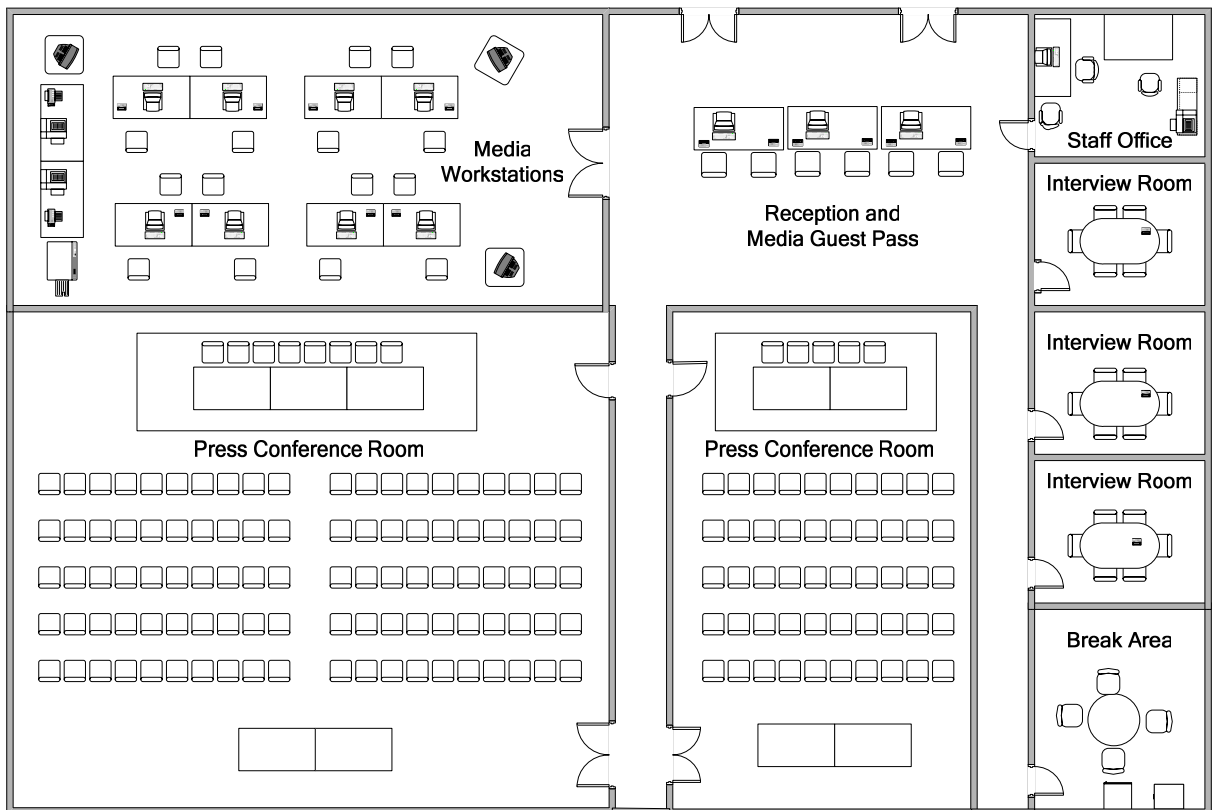 Media
Workstations
Reception and
Media Guest Pass
Staff Office
Interview Room
Interview Room
Interview Room
Press Conference Room
Press Conference Room
Break Area